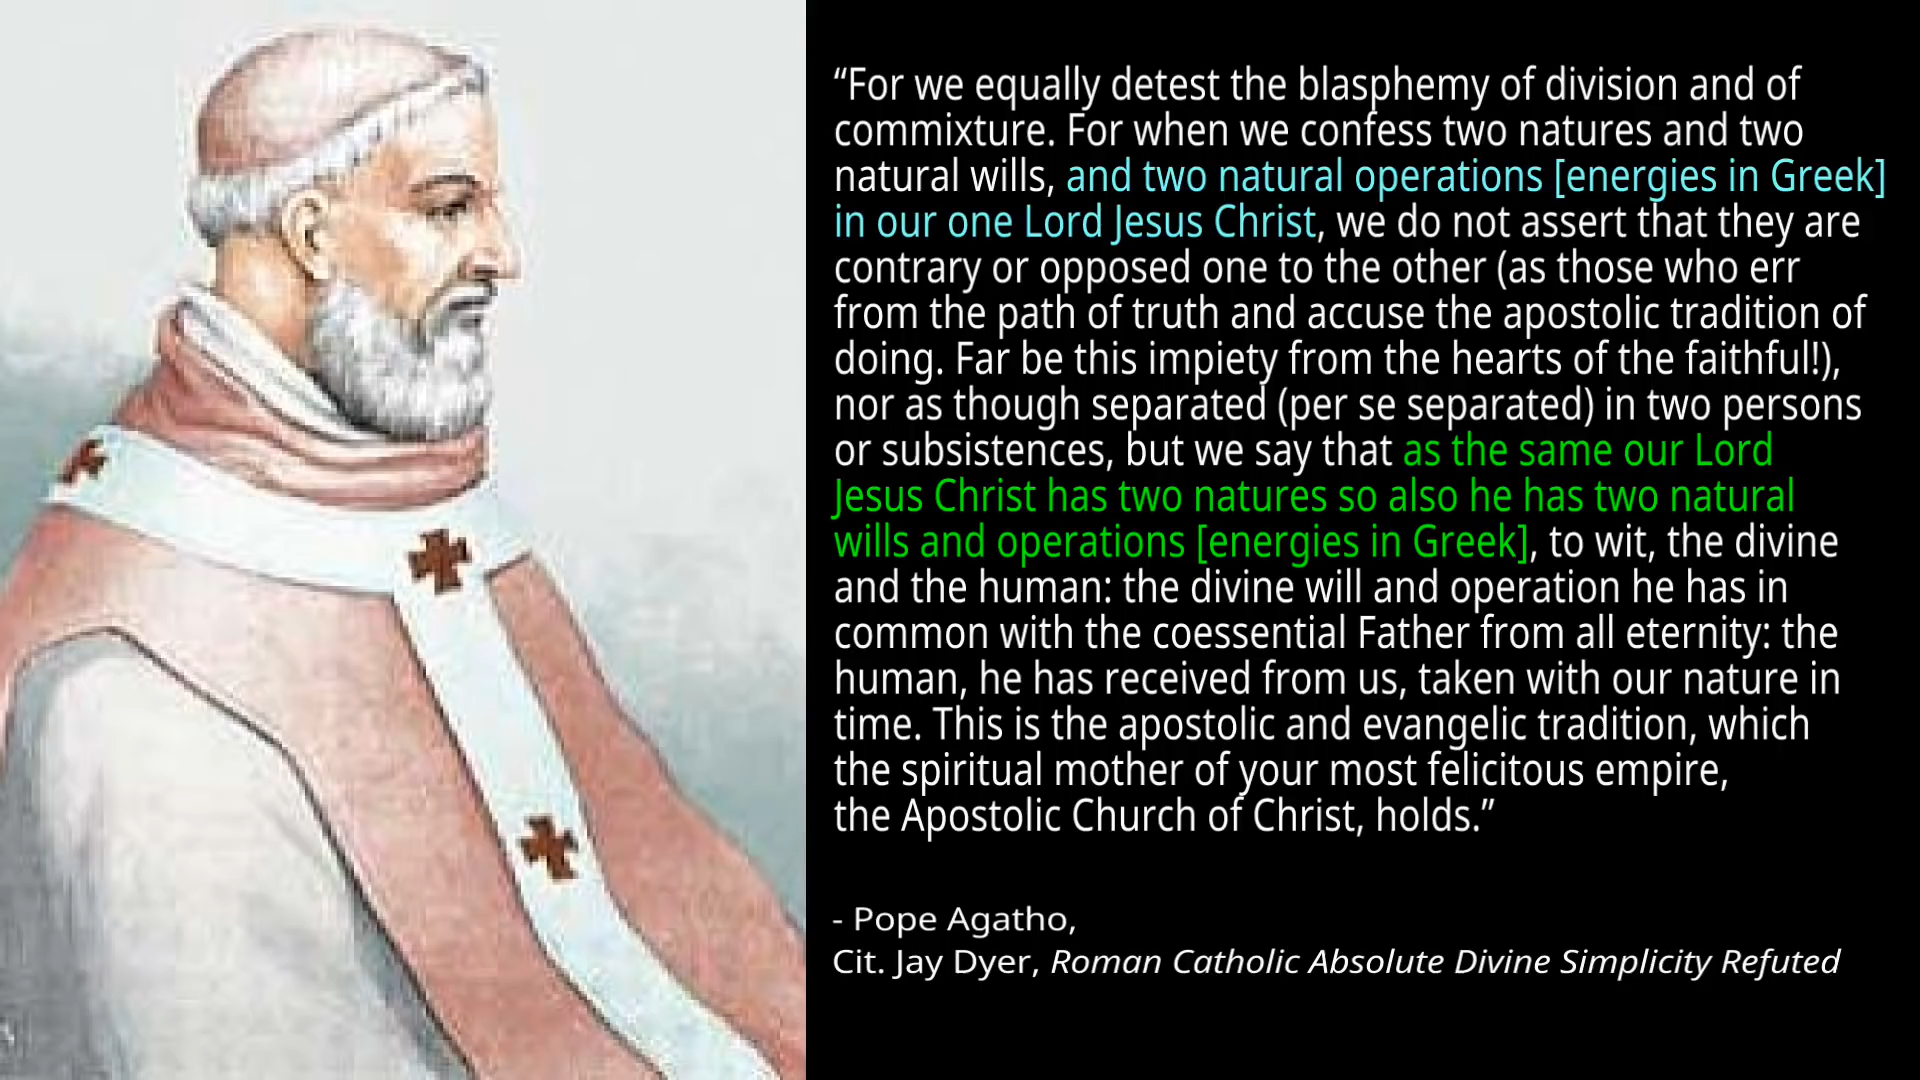 “For we equally detest the blasphemy of division and of
commixture. For when we confess two natures and two
natural wills, and two natural operations [energies in Greek]
in our one Lord Jesus Christ, we do not assert that they are
contrary or opposed one to the other (as those who err
from the path of truth and accuse the apostolic tradition of
doing. Far be this impiety from the hearts of the faithful!),
nor as though separated (per se separated) in two persons
or subsistences, but we say that as the same our Lord
Jesus Christ has two natures so also he has two natural
wills and operations [energies in Greek], to wit, the divine
and the human: the divine will and operation he has in
common with the coessential Father from all eternity: the
human, he has received from us, taken with our nature in
time. This is the apostolic and evangelic tradition, which
the spiritual mother of your most felicitous empire,
the Apostolic Church of Christ, holds.”
- Pope Agatho,
Cit. Jay Dyer, Roman Catholic Absolute Divine Simplicity Refuted